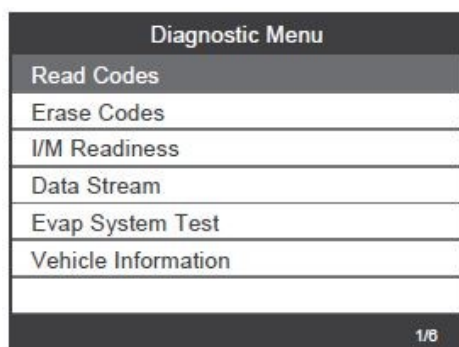 Diagnostic Menu
Read Codes
Erase Codes
I/M Readiness
Data Stream
Evap System Test
Vehicle Information
1/6